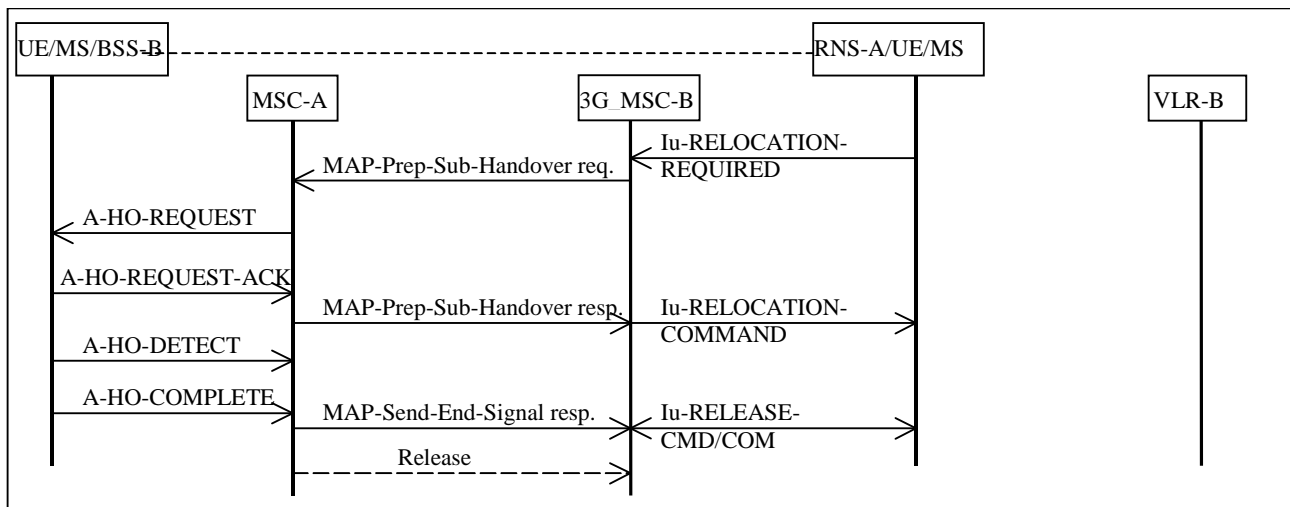 UE/MS/BSS-B
RNS-A/UE/MS
MSC-A
3G_MSC-B
VLR-B
Iu-RELOCATION-
REQUIRED
MAP-Prep-Sub-Handover req.
A-HO-REQUEST
A-HO-REQUEST-ACK
MAP-Prep-Sub-Handover resp.
Iu-RELOCATION-
COMMAND
A-HO-DETECT
A-HO-COMPLETE
MAP-Send-End-Signal resp.
Iu-RELEASE-
CMD/COM
Release